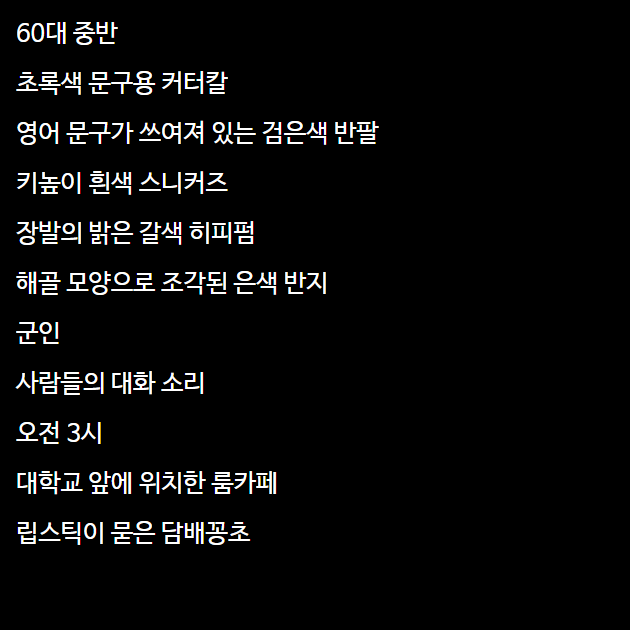 60대 중반
초록색 문구용 커터칼
영어 문구가 쓰여져 있는 검은색 반팔
키높이 흰색 스니커즈
장발의 밝은 갈색 히피펌
해골 모양으로 조각된 은색 반지
군인
사람들의 대화 소리
오전 3시
대학교 앞에 위치한 룸카페
립스틱이 묻은 담배꽁초